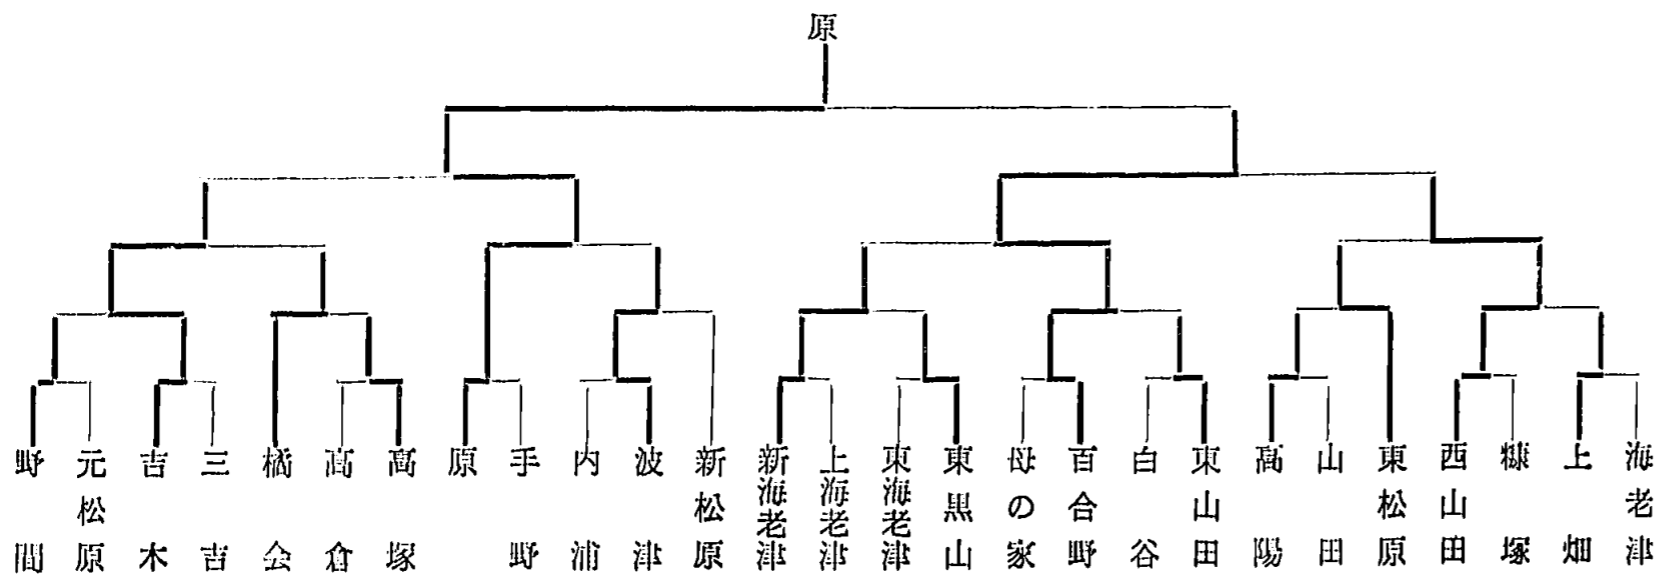 原
野間
元松原
吉木
三吉
橘会
高倉
高塚
原
手野
内浦
波津
新松原
新海老津
上海老津
東海老津
東黒山
母の家
百合野
白谷
東山田
高陽
山田
東松原
西山田
糠塚
上畑
海老津